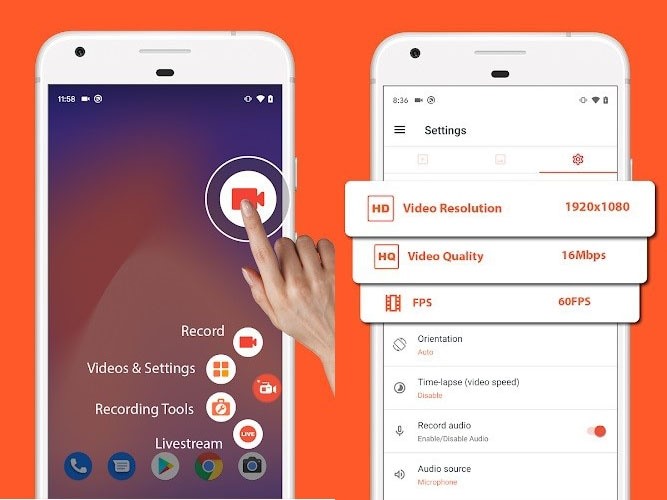 11:58
Record
Videos & Settings
Recording Tools
LIVE
Livestream
8:36
Settings
HD Video Resolution 1920x1080
HQ Video Quality 16Mbps
FPS 60FPS
Orientation
Auto
Time-lapse (video speed)
Disable
Record audio
Enable/Disable Audio
Audio source
Microphone